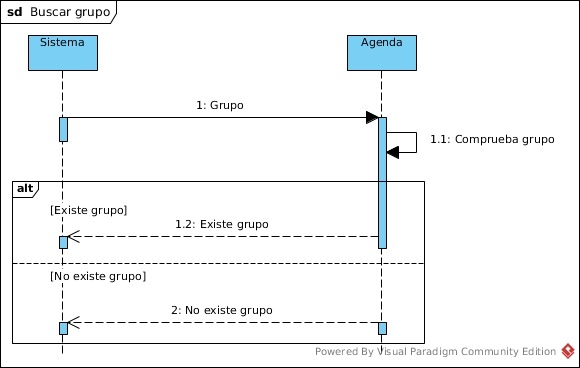 sd Buscar grupo
Sistema
Agenda
1: Grupo
1.1: Comprueba grupo
alt
[Existe grupo]
1.2: Existe grupo
[No existe grupo]
2: No existe grupo
Powered By Visual Paradigm Community Edition